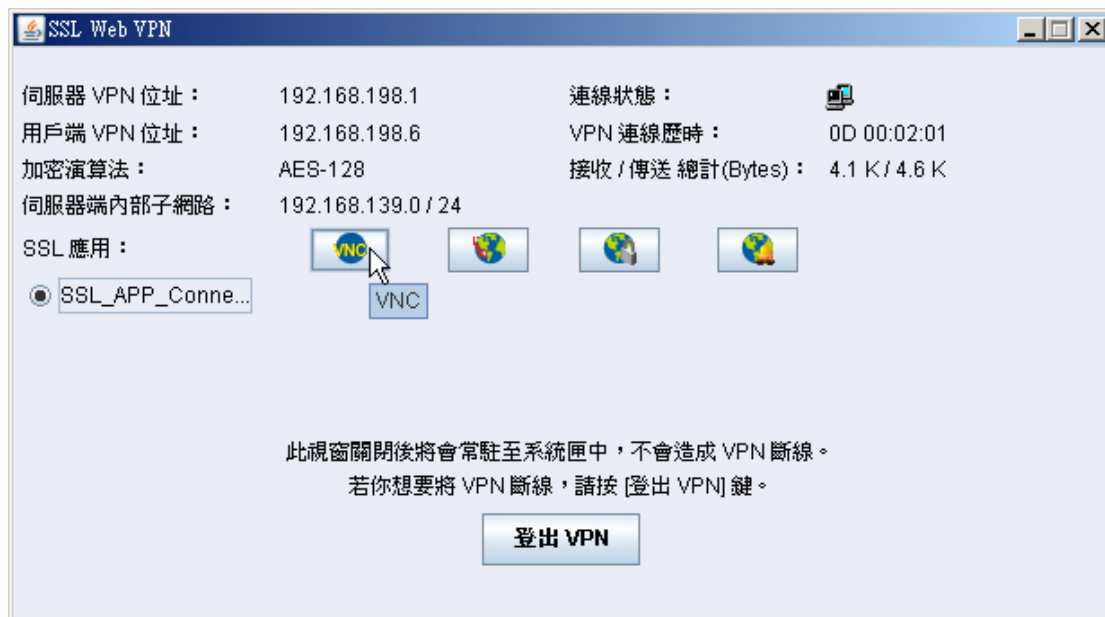 SSL Web VPN
伺服器 VPN 位址： 192.168.198.1 連線狀態：
用戶端 VPN 位址： 192.168.198.6 VPN 連線歷時： 0D 00:02:01
加密演算法： AES-128 接收 / 傳送 總計(Bytes)： 4.1 K / 4.6 K
伺服器端內部子網路： 192.168.139.0 / 24
SSL 應用： VNC
SSL_APP_Conne...
VNC
此視窗關閉後將會常駐至系統匣中，不會造成 VPN 斷線。
若你想要將 VPN 斷線，請按 [登出 VPN] 鍵。
登出 VPN